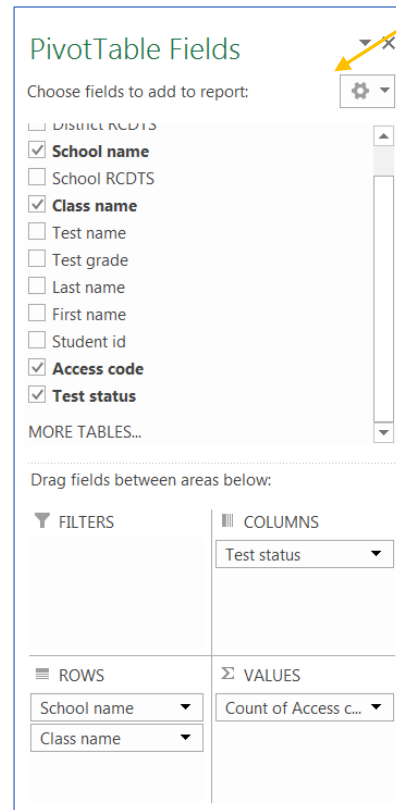 PivotTable Fields
Choose fields to add to report:
District RCDTS
School name
School RCDTS
Class name
Test name
Test grade
Last name
First name
Student id
Access code
Test status
MORE TABLES...
Drag fields between areas below:
FILTERS
COLUMNS
Test status
ROWS
Σ VALUES
School name
Count of Access c...
Class name